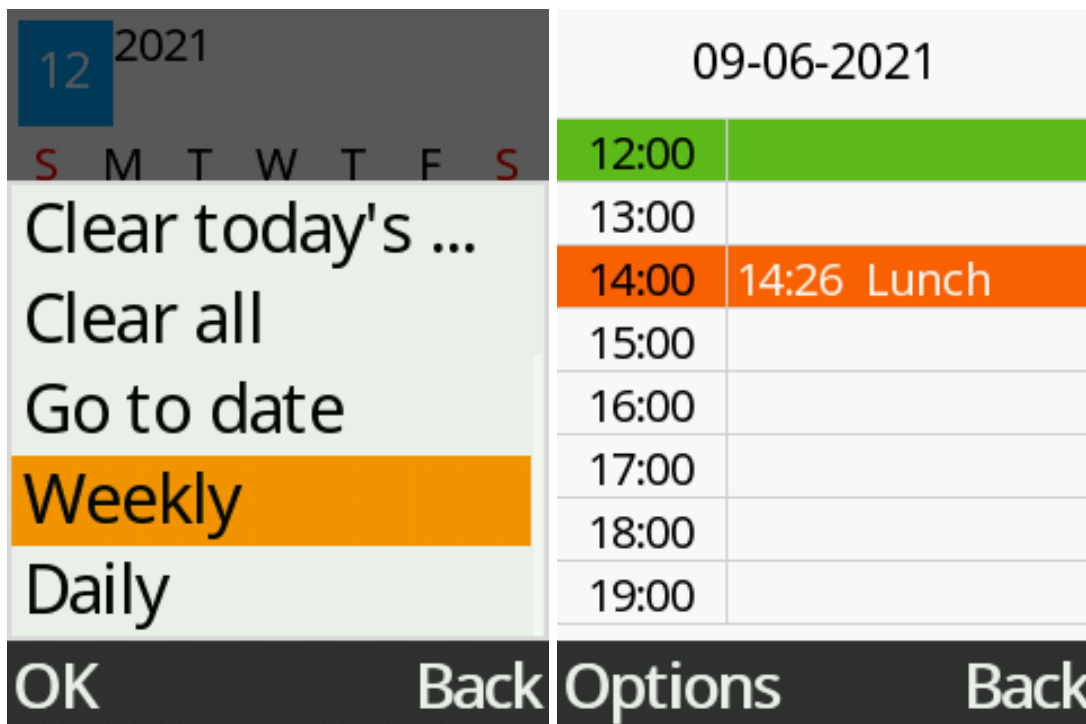 12 2021
S M T W T F S
Clear today's ...
Clear all
Go to date
Weekly
Daily
OK Back
09-06-2021
12:00
13:00
14:00 14:26 Lunch
15:00
16:00
17:00
18:00
19:00
Options Back